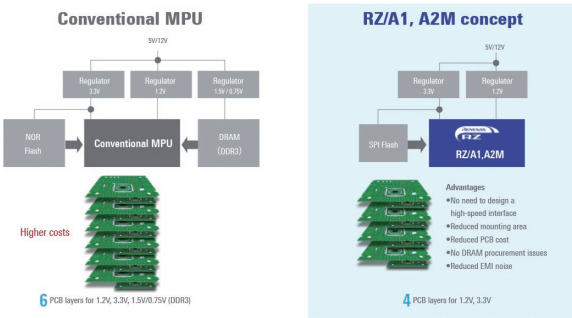 Conventional MPU
5V/12V
Regulator
3.3V
Regulator
1.2V
Regulator
1.5V / 0.75V
NOR
Flash
Conventional MPU
DRAM
(DDR3)
Higher costs
6 PCB layers for 1.2V, 3.3V, 1.5V/0.75V (DDR3)
RZ/A1, A2M concept
5V/12V
Regulator
3.3V
Regulator
1.2V
SPI Flash
RENESAS
RZ
RZ/A1,A2M
Advantages
•No need to design a
high-speed interface
•Reduced mounting area
•Reduced PCB cost
•No DRAM procurement issues
•Reduced EMI noise
4 PCB layers for 1.2V, 3.3V